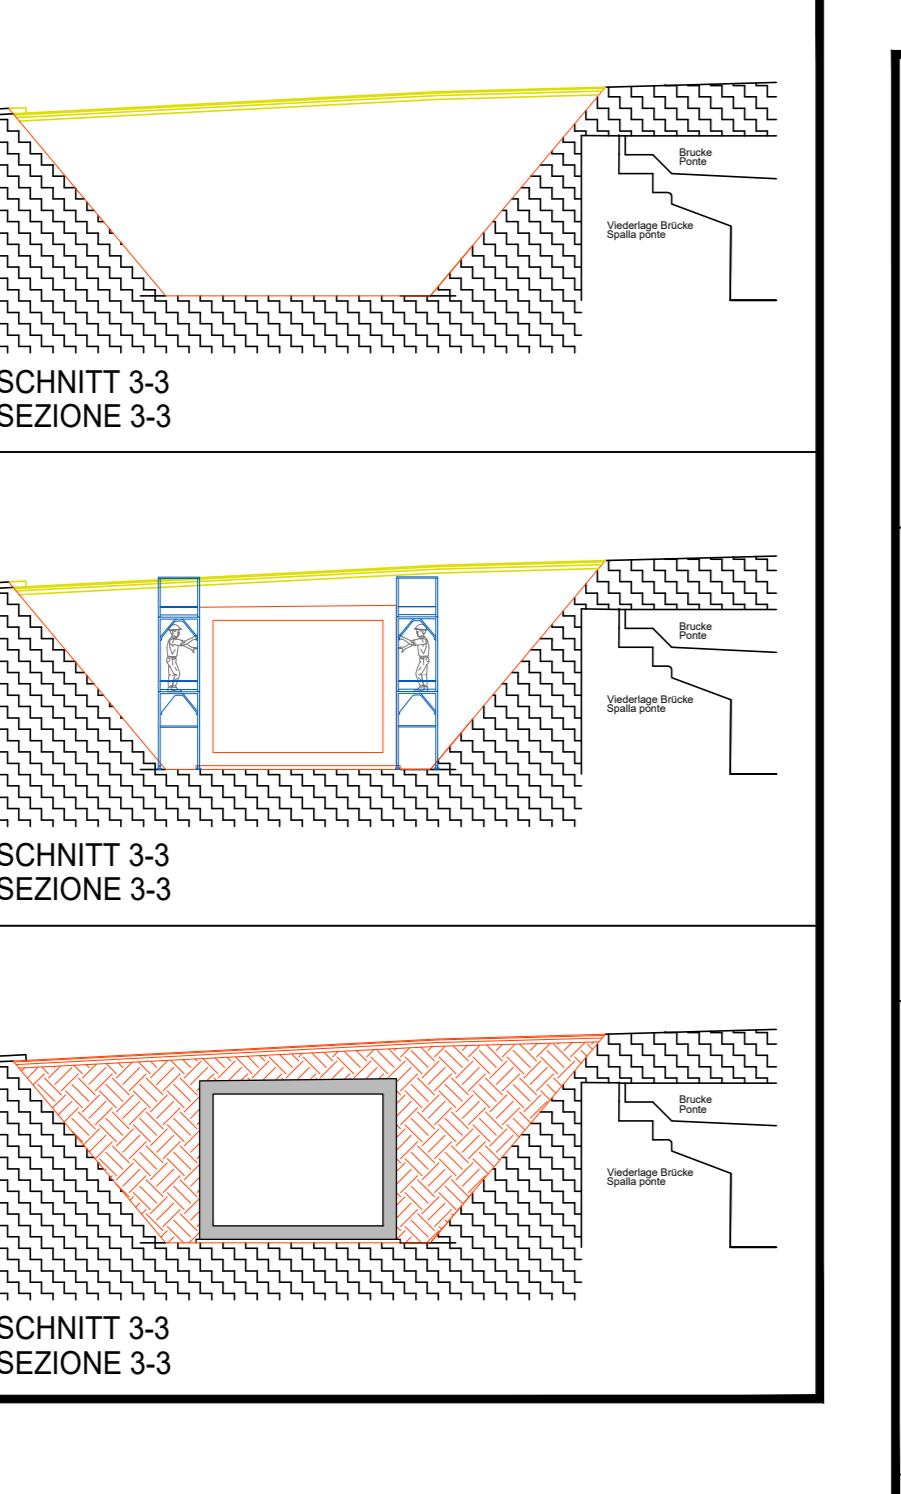 Brucke
Ponte
Viederlage Brücke
Spalla ponte
SCHNITT 3-3
SEZIONE 3-3
Brucke
Ponte
Viederlage Brücke
Spalla ponte
SCHNITT 3-3
SEZIONE 3-3
Brucke
Ponte
Viederlage Brücke
Spalla ponte
SCHNITT 3-3
SEZIONE 3-3